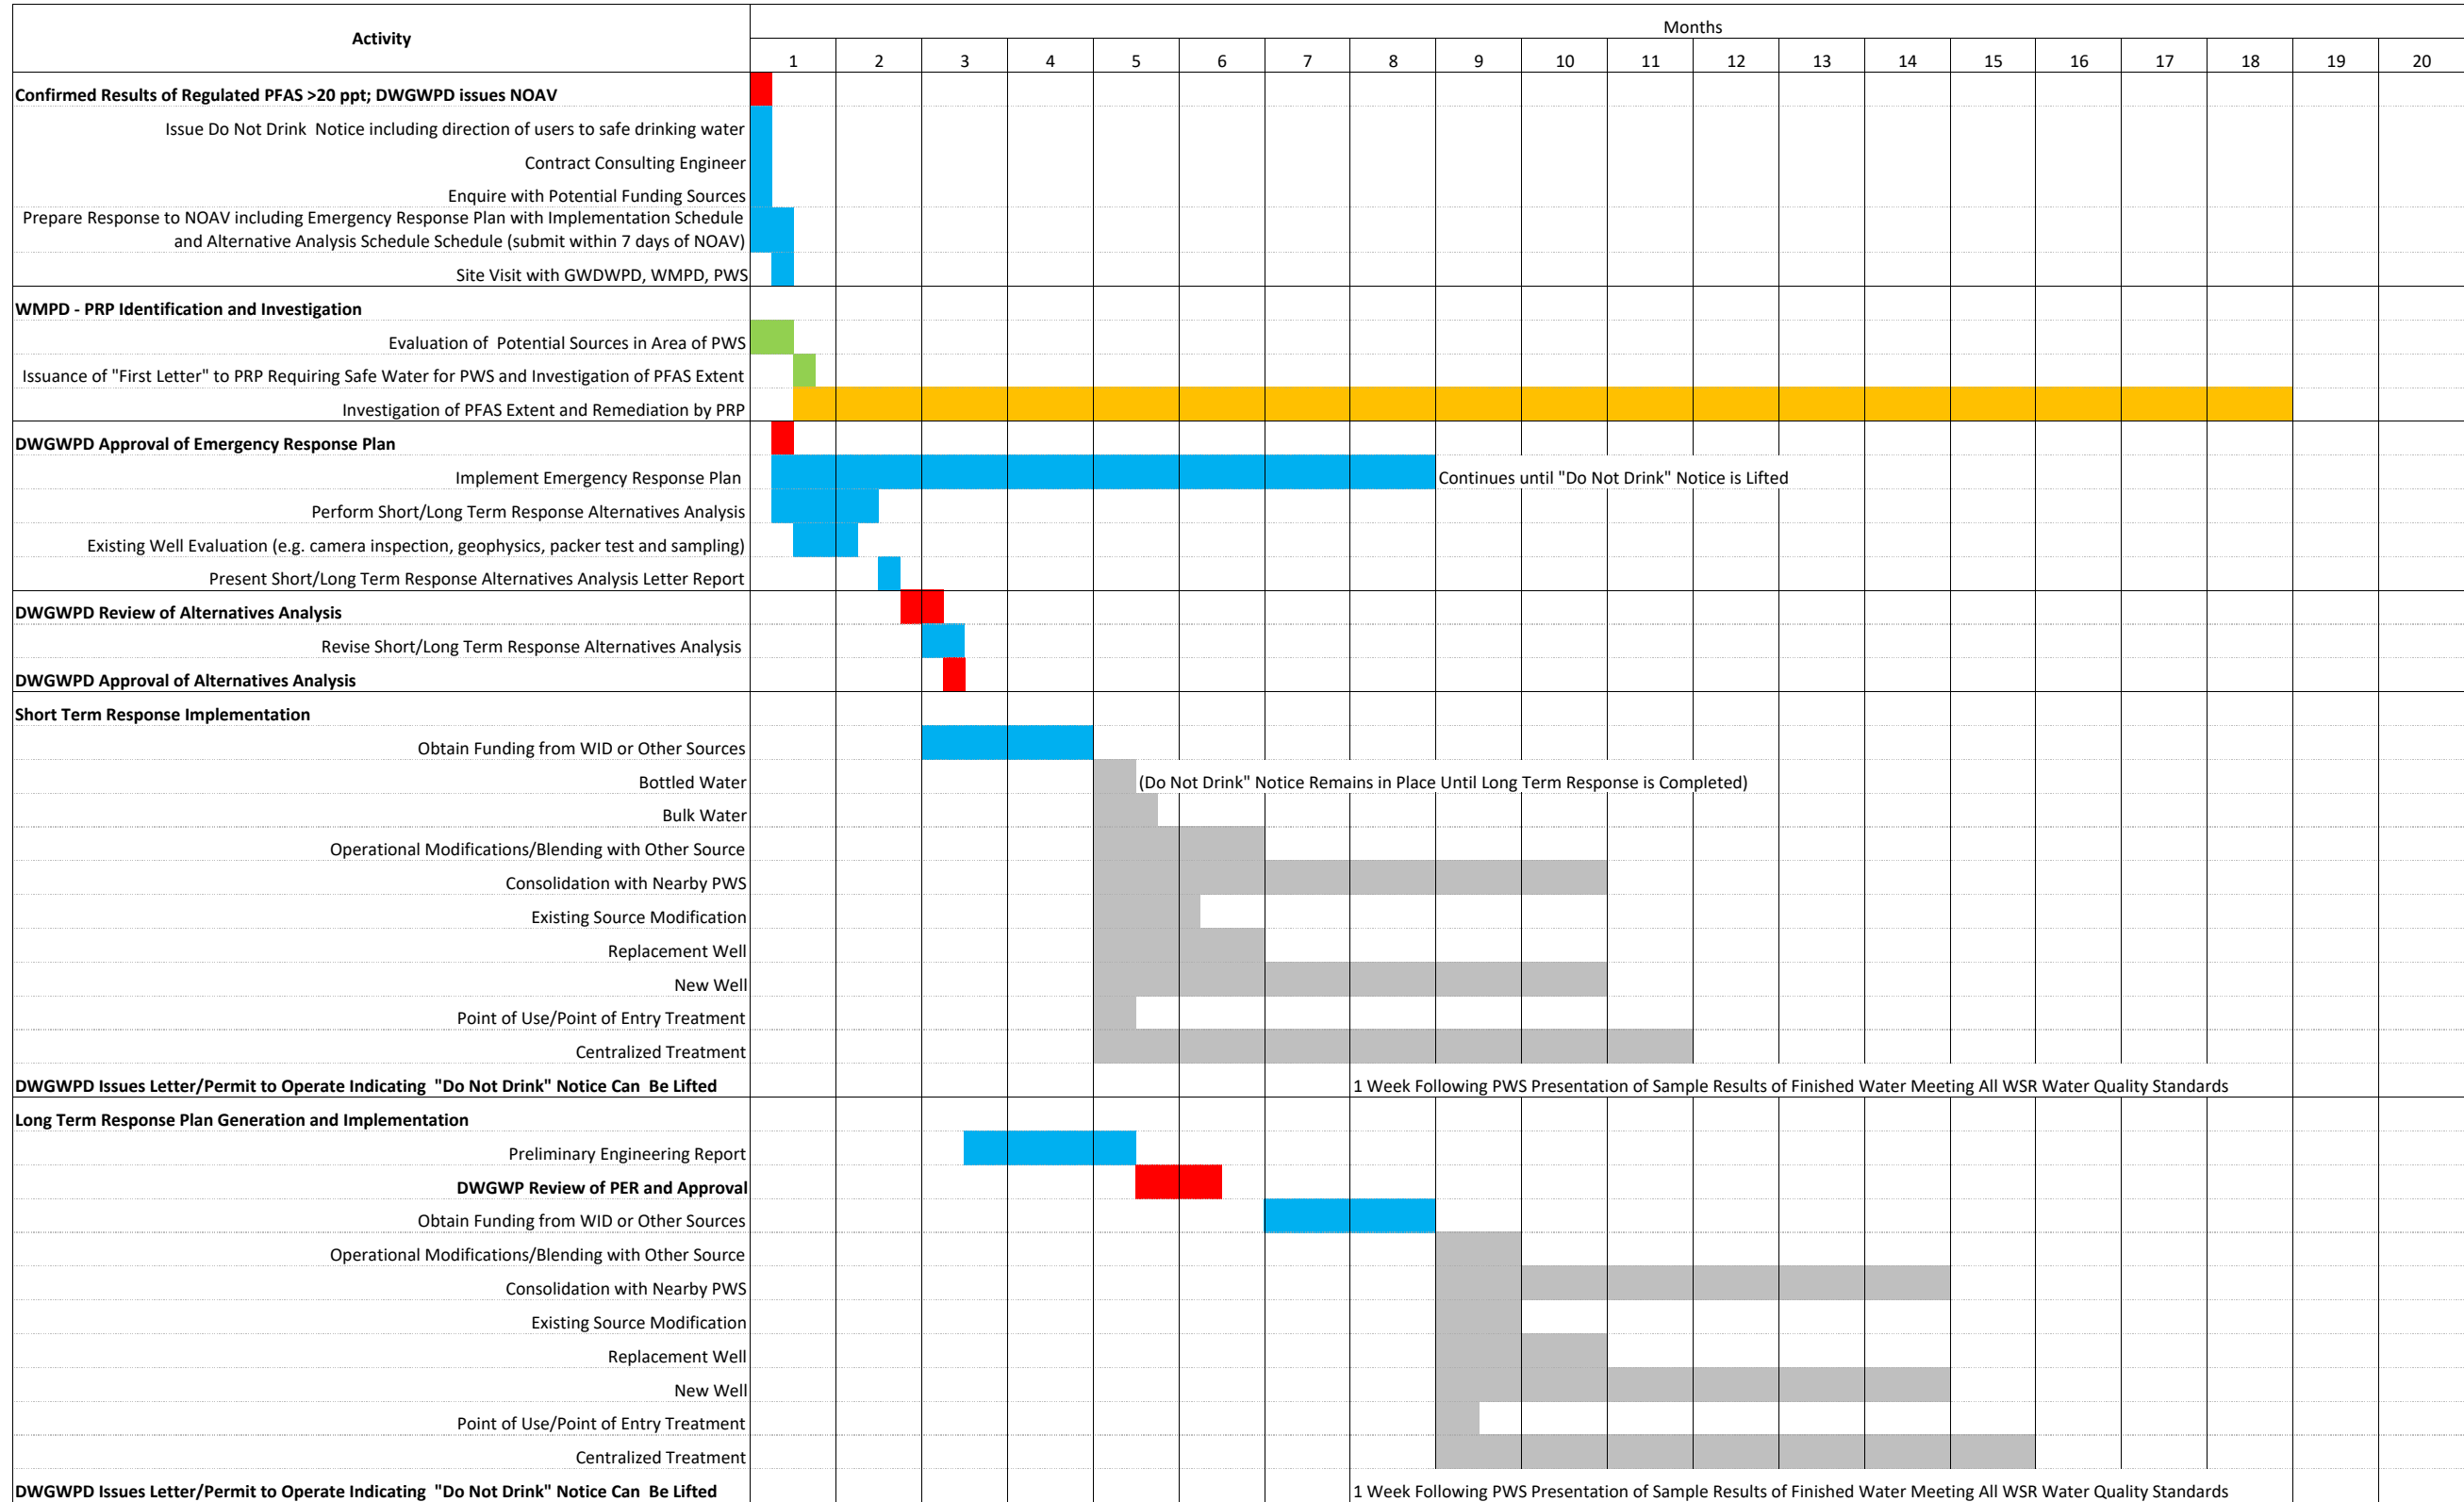 Activity
Months
1 2 3 4 5 6 7 8 9 10 11 12 13 14 15 16 17 18 19 20
Confirmed Results of Regulated PFAS >20 ppt; DWGWPD issues NOAV
Issue Do Not Drink  Notice including direction of users to safe drinking water
Contract Consulting Engineer
Enquire with Potential Funding Sources
Prepare Response to NOAV including Emergency Response Plan with Implementation Schedule
and Alternative Analysis Schedule Schedule (submit within 7 days of NOAV)
Site Visit with GWDWPD, WMPD, PWS
WMPD - PRP Identification and Investigation
Evaluation of  Potential Sources in Area of PWS
Issuance of "First Letter" to PRP Requiring Safe Water for PWS and Investigation of PFAS Extent
Investigation of PFAS Extent and Remediation by PRP
DWGWPD Approval of Emergency Response Plan
Implement Emergency Response Plan Continues until "Do Not Drink" Notice is Lifted
Perform Short/Long Term Response Alternatives Analysis
Existing Well Evaluation (e.g. camera inspection, geophysics, packer test and sampling)
Present Short/Long Term Response Alternatives Analysis Letter Report
DWGWPD Review of Alternatives Analysis
Revise Short/Long Term Response Alternatives Analysis
DWGWPD Approval of Alternatives Analysis
Short Term Response Implementation
Obtain Funding from WID or Other Sources
Bottled Water (Do Not Drink" Notice Remains in Place Until Long Term Response is Completed)
Bulk Water
Operational Modifications/Blending with Other Source
Consolidation with Nearby PWS
Existing Source Modification
Replacement Well
New Well
Point of Use/Point of Entry Treatment
Centralized Treatment
DWGWPD Issues Letter/Permit to Operate Indicating  "Do Not Drink" Notice Can  Be Lifted 1 Week Following PWS Presentation of Sample Results of Finished Water Meeting All WSR Water Quality Standards
Long Term Response Plan Generation and Implementation
Preliminary Engineering Report
DWGWP Review of PER and Approval
Obtain Funding from WID or Other Sources
Operational Modifications/Blending with Other Source
Consolidation with Nearby PWS
Existing Source Modification
Replacement Well
New Well
Point of Use/Point of Entry Treatment
Centralized Treatment
DWGWPD Issues Letter/Permit to Operate Indicating  "Do Not Drink" Notice Can  Be Lifted 1 Week Following PWS Presentation of Sample Results of Finished Water Meeting All WSR Water Quality Standards